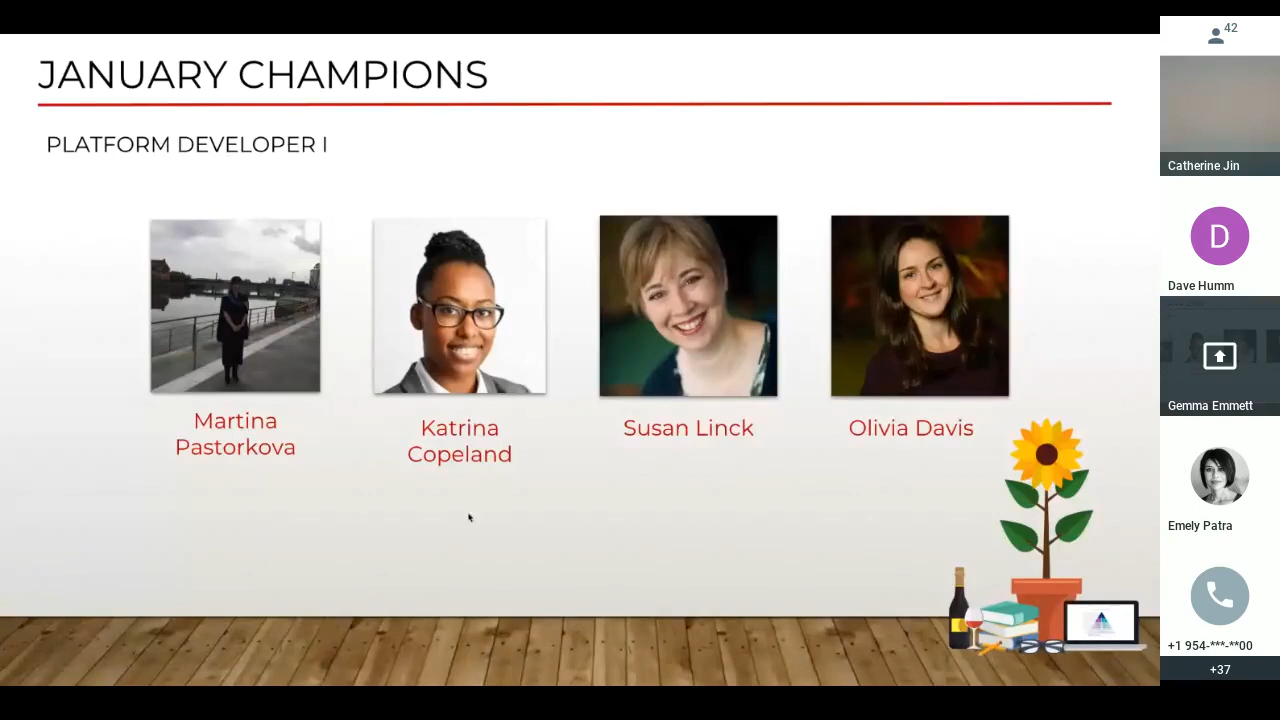 JANUARY CHAMPIONS
PLATFORM DEVELOPER I
Martina
Pastorkova
Katrina
Copeland
Susan Linck
Olivia Davis
42
Catherine Jin
D
Dave Humm
Gemma Emmett
Emely Patra
+1 954-***-**00
+37